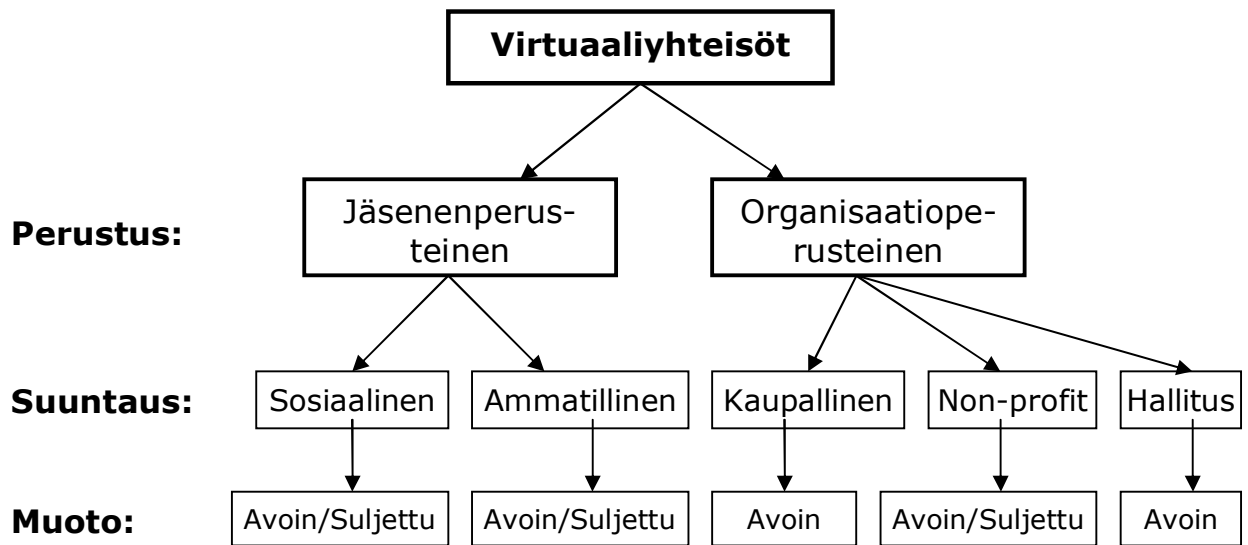 Virtuaaliyhteisöt
Perustus:
Jäsenenperus-
teinen
Organisaatiope-
rusteinen
Suuntaus:
Sosiaalinen
Ammatillinen
Kaupallinen
Non-profit
Hallitus
Muoto:
Avoin/Suljettu
Avoin/Suljettu
Avoin
Avoin/Suljettu
Avoin